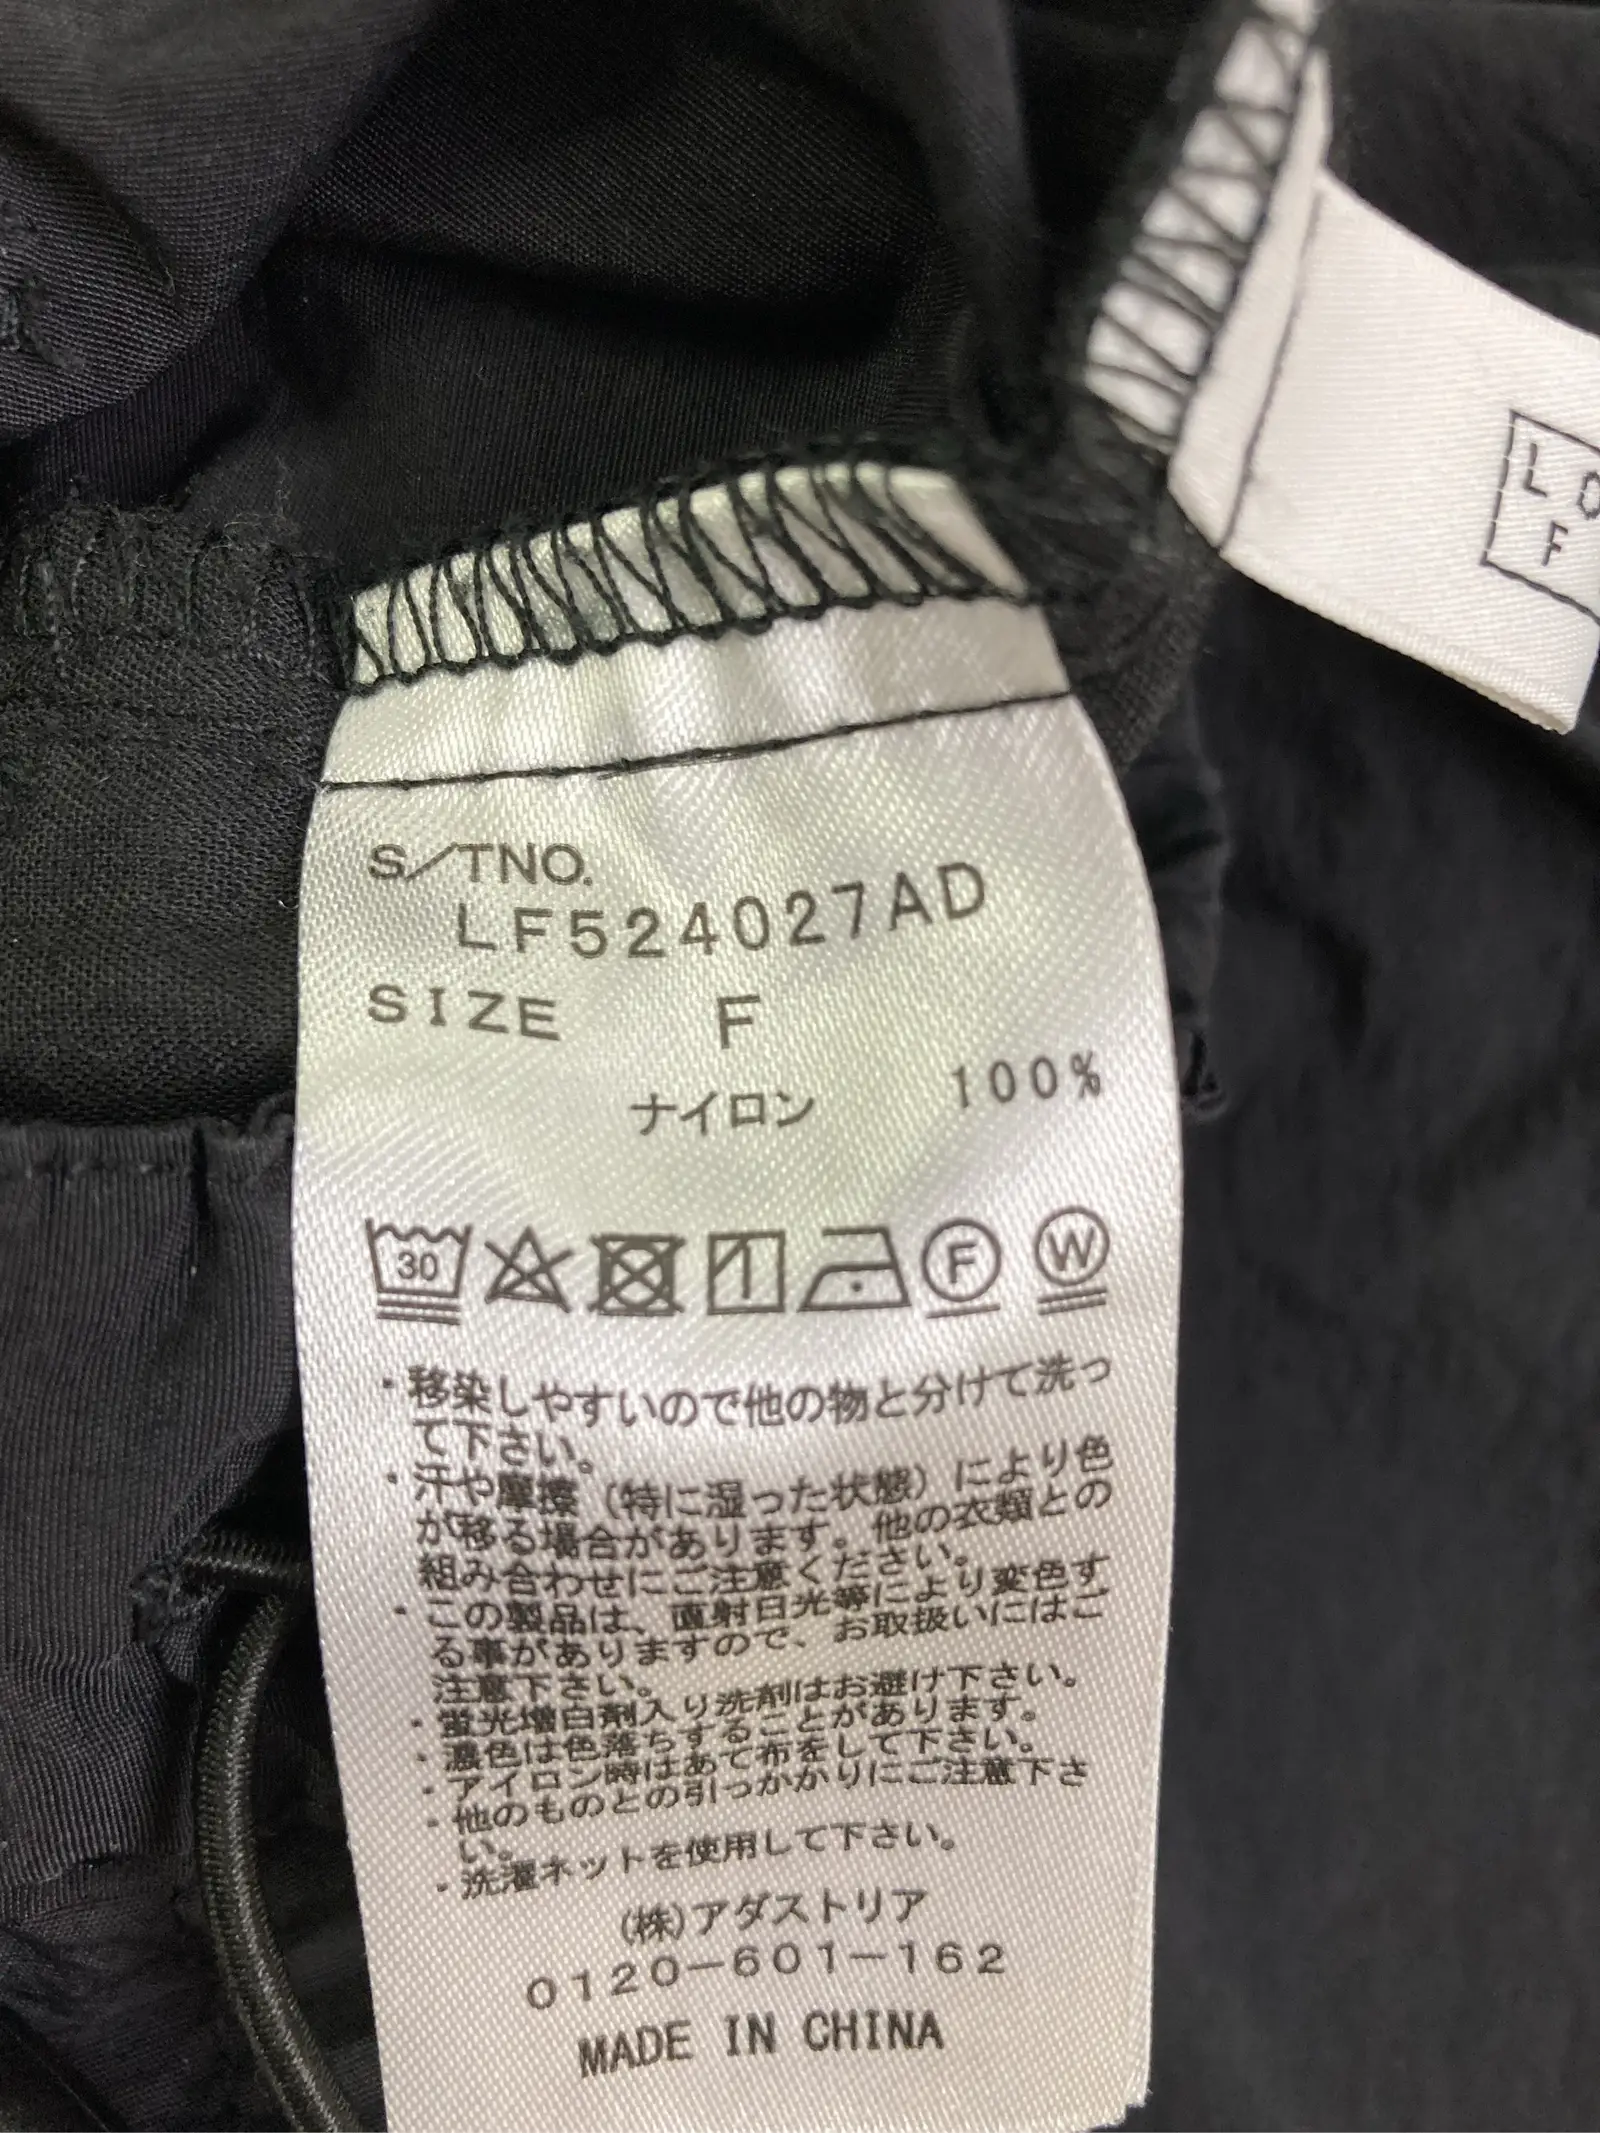 S/TNO.
LF524027AD
SIZE F
ナイロン 100%
30
F
W
・移染しやすいので他の物と分けて洗っ
て下さい。
・汗や摩擦（特に湿った状態）により色
が移る場合があります。他の衣類との
組み合わせにご注意ください。
・この製品は、直射日光等により変色す
る事がありますので、お取扱いにはご
注意下さい。
・蛍光増白剤入り洗剤はお避け下さい。
・濃色は色落ちすることがあります。
・アイロン時はあて布をして下さい。
・他のものとの引っかかりにご注意下さ
い。
・洗濯ネットを使用して下さい。
(株)アダストリア
0120-601-162
MADE IN CHINA
L O
F